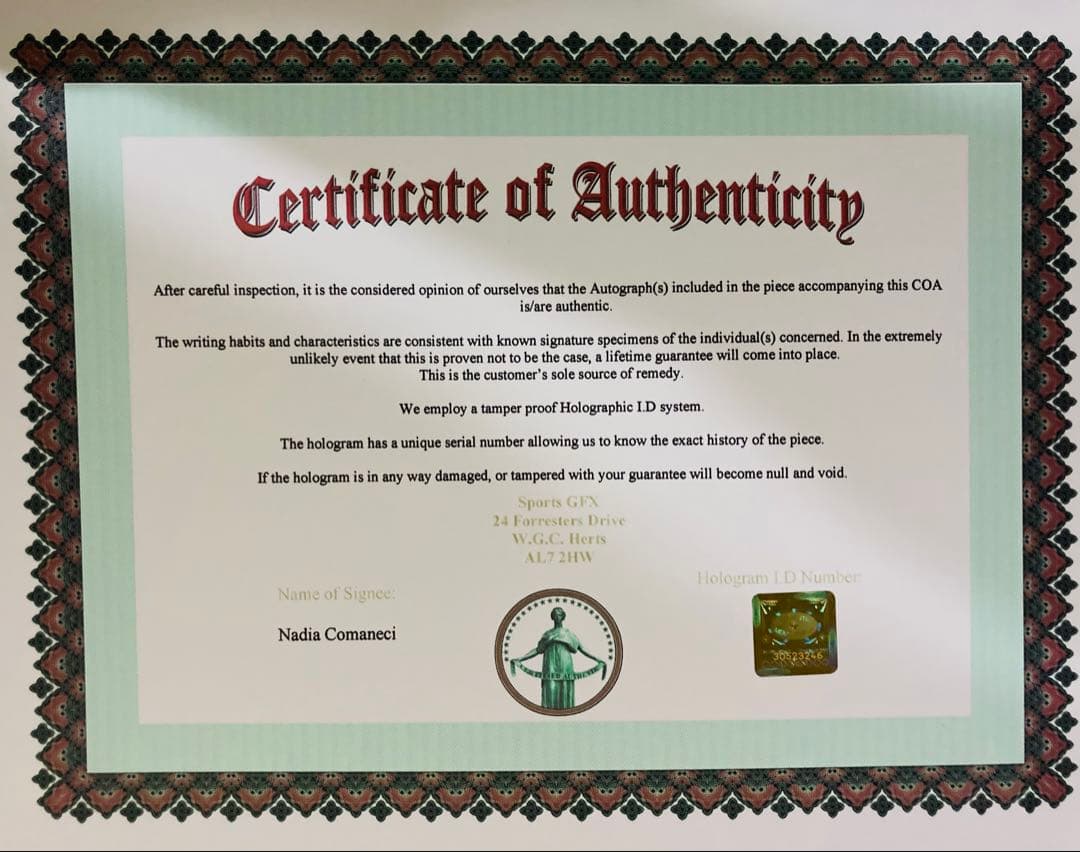 Certificate of Authenticity
After careful inspection, it is the considered opinion of ourselves that the Autograph(s) included in the piece accompanying this COA
is/are authentic.
The writing habits and characteristics are consistent with known signature specimens of the individual(s) concerned. In the extremely
unlikely event that this is proven not to be the case, a lifetime guarantee will come into place.
This is the customer's sole source of remedy.
We employ a tamper proof Holographic I.D system.
The hologram has a unique serial number allowing us to know the exact history of the piece.
If the hologram is in any way damaged, or tampered with your guarantee will become null and void.
Sports GFX
24 Forresters Drive
W.G.C. Herts
AL7 2HW
Name of Signee:
Nadia Comaneci
Hologram I.D Number:
30523246